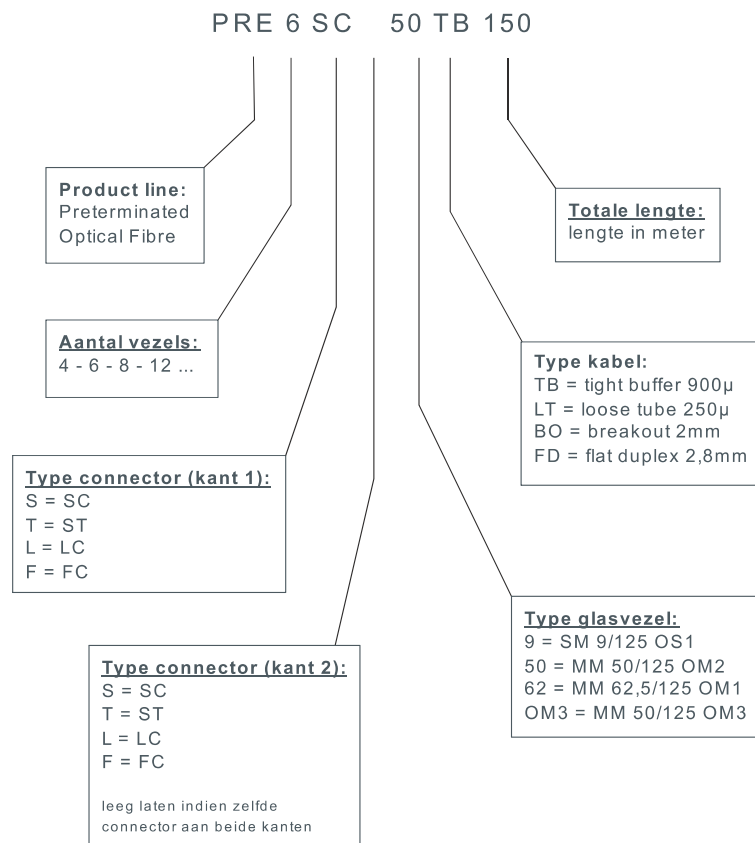 PRE 6 SC 50 TB 150
Product line:
Preterminated
Optical Fibre
Totale lengte:
lengte in meter
Aantal vezels:
4 - 6 - 8 - 12 ...
Type kabel:
TB = tight buffer 900µ
LT = loose tube 250µ
BO = breakout 2mm
FD = flat duplex 2,8mm
Type connector (kant 1):
S = SC
T = ST
L = LC
F = FC
Type glasvezel:
9 = SM 9/125 OS1
50 = MM 50/125 OM2
62 = MM 62,5/125 OM1
OM3 = MM 50/125 OM3
Type connector (kant 2):
S = SC
T = ST
L = LC
F = FC
leeg laten indien zelfde
connector aan beide kanten